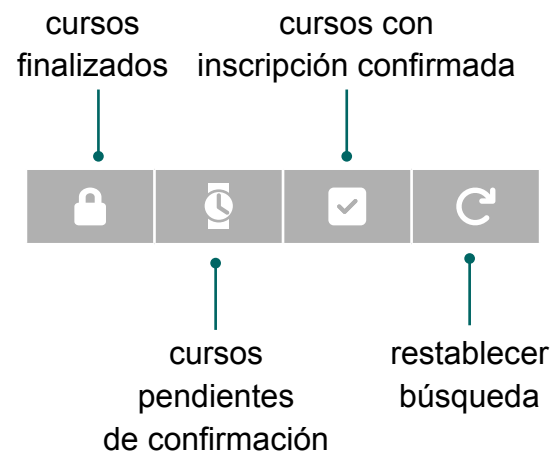 cursos
finalizados
cursos con
inscripción confirmada
cursos
pendientes
de confirmación
restablecer
búsqueda